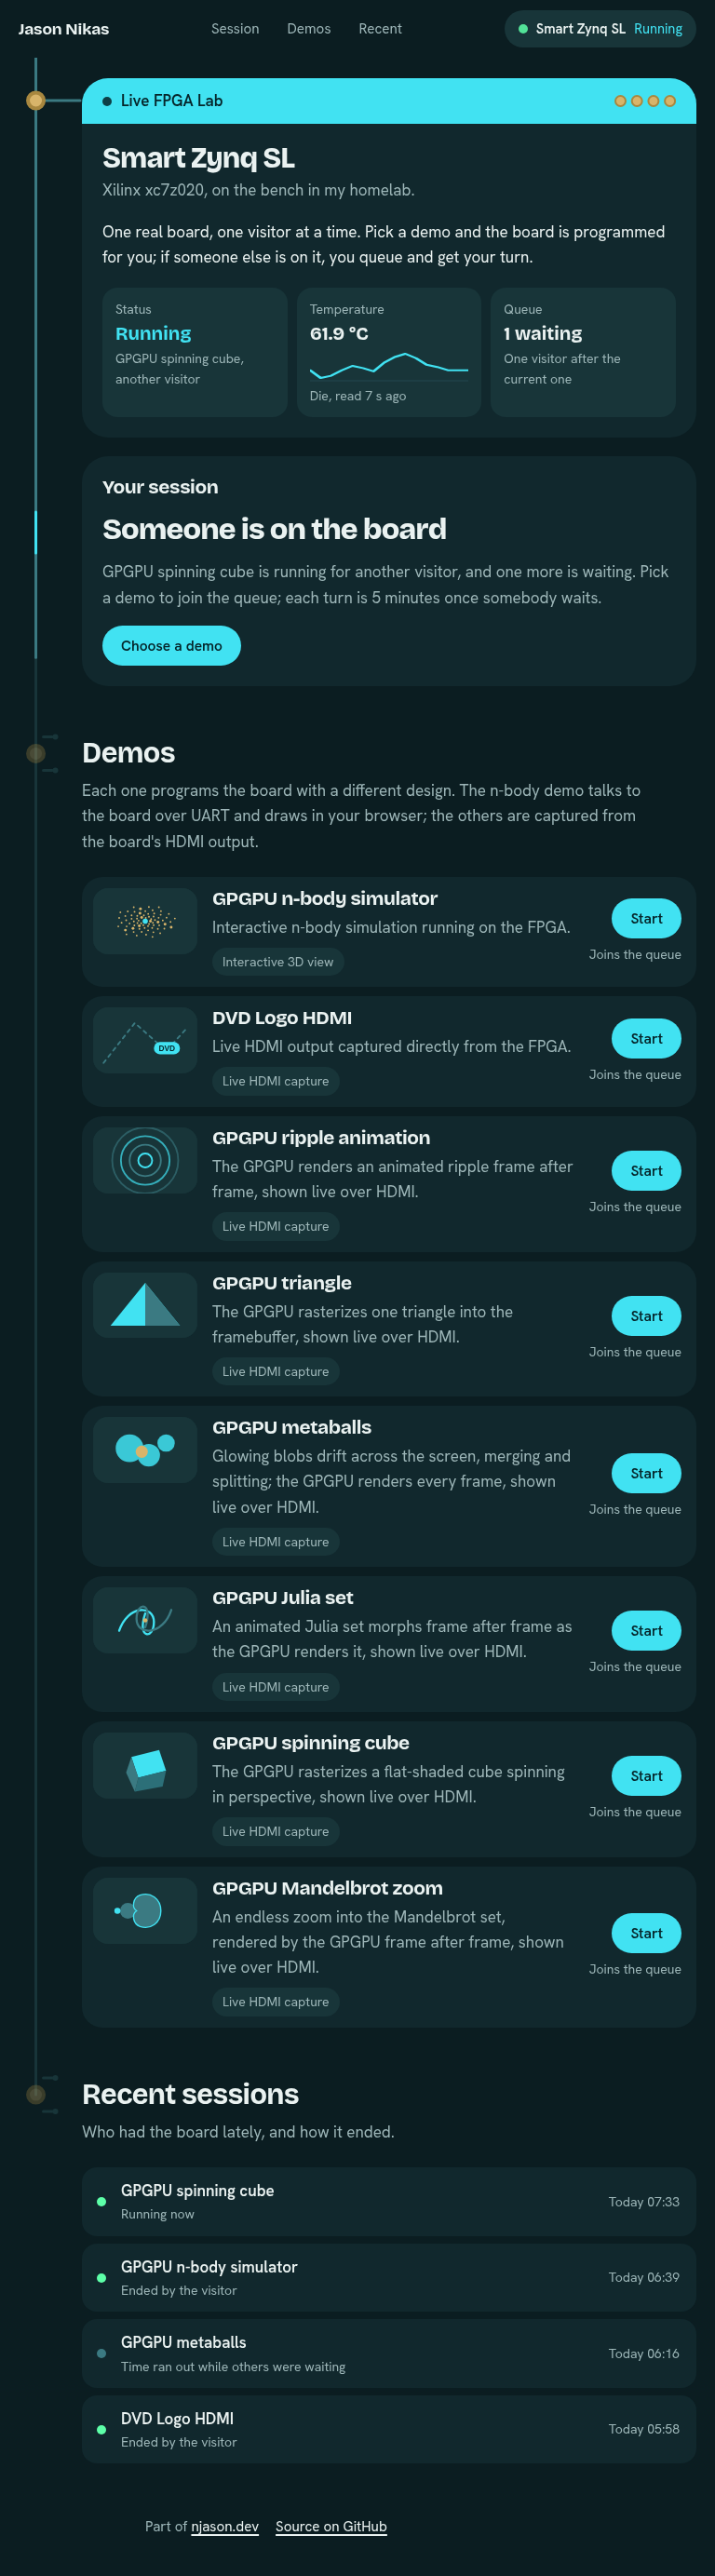 Jason Nikas
Session
Demos
Recent
Smart Zynq SL Running
Live FPGA Lab
Smart Zynq SL
Xilinx xc7z020, on the bench in my homelab.
One real board, one visitor at a time. Pick a demo and the board is programmed
for you; if someone else is on it, you queue and get your turn.
Status
Running
GPGPU spinning cube,
another visitor
Temperature
61.9 °C
Die, read 7 s ago
Queue
1 waiting
One visitor after the
current one
Your session
Someone is on the board
GPGPU spinning cube is running for another visitor, and one more is waiting. Pick
a demo to join the queue; each turn is 5 minutes once somebody waits.
Choose a demo
Demos
Each one programs the board with a different design. The n-body demo talks to
the board over UART and draws in your browser; the others are captured from
the board's HDMI output.
GPGPU n-body simulator
Interactive n-body simulation running on the FPGA.
Interactive 3D view
Start
Joins the queue
DVD
DVD Logo HDMI
Live HDMI output captured directly from the FPGA.
Live HDMI capture
Start
Joins the queue
GPGPU ripple animation
The GPGPU renders an animated ripple frame after
frame, shown live over HDMI.
Live HDMI capture
Start
Joins the queue
GPGPU triangle
The GPGPU rasterizes one triangle into the
framebuffer, shown live over HDMI.
Live HDMI capture
Start
Joins the queue
GPGPU metaballs
Glowing blobs drift across the screen, merging and
splitting; the GPGPU renders every frame, shown
live over HDMI.
Live HDMI capture
Start
Joins the queue
GPGPU Julia set
An animated Julia set morphs frame after frame as
the GPGPU renders it, shown live over HDMI.
Live HDMI capture
Start
Joins the queue
GPGPU spinning cube
The GPGPU rasterizes a flat-shaded cube spinning
in perspective, shown live over HDMI.
Live HDMI capture
Start
Joins the queue
GPGPU Mandelbrot zoom
An endless zoom into the Mandelbrot set,
rendered by the GPGPU frame after frame, shown
live over HDMI.
Live HDMI capture
Start
Joins the queue
Recent sessions
Who had the board lately, and how it ended.
GPGPU spinning cube
Running now
Today 07:33
GPGPU n-body simulator
Ended by the visitor
Today 06:39
GPGPU metaballs
Time ran out while others were waiting
Today 06:16
DVD Logo HDMI
Ended by the visitor
Today 05:58
Part of njason.dev
Source on GitHub